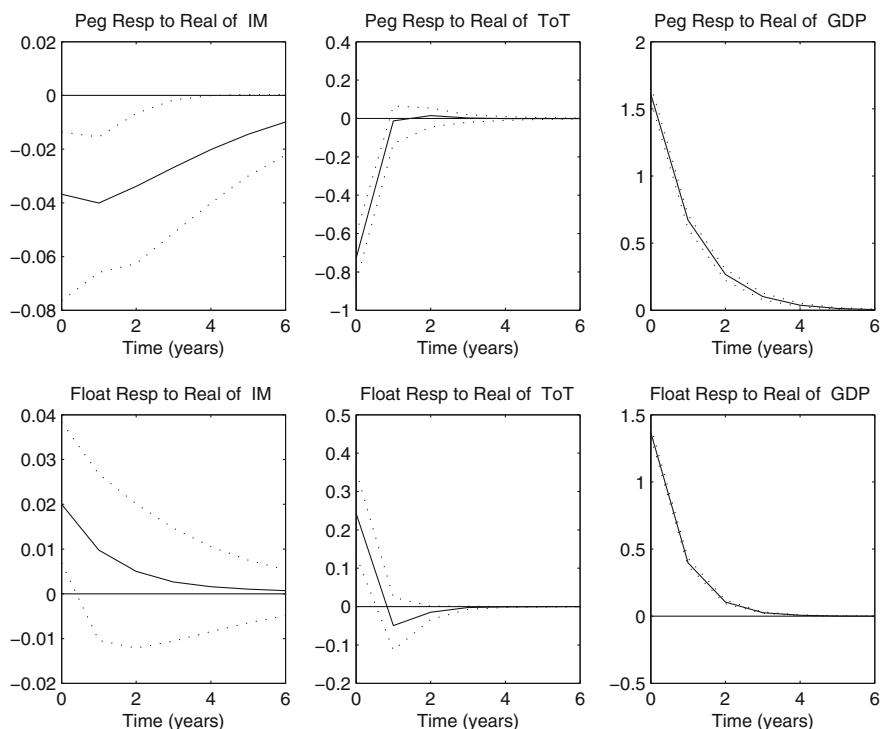 Peg Resp to Real of IM
0.02
0
−0.02
−0.04
−0.06
−0.08
0 2 4 6
Time (years)
Peg Resp to Real of ToT
0.4
0.2
0
−0.2
−0.4
−0.6
−0.8
−1
0 2 4 6
Time (years)
Peg Resp to Real of GDP
2
1.5
1
0.5
0
0 2 4 6
Time (years)
Float Resp to Real of IM
0.04
0.03
0.02
0.01
0
−0.01
−0.02
0 2 4 6
Time (years)
Float Resp to Real of ToT
0.5
0.4
0.3
0.2
0.1
0
−0.1
−0.2
0 2 4 6
Time (years)
Float Resp to Real of GDP
1.5
1
0.5
0
−0.5
0 2 4 6
Time (years)